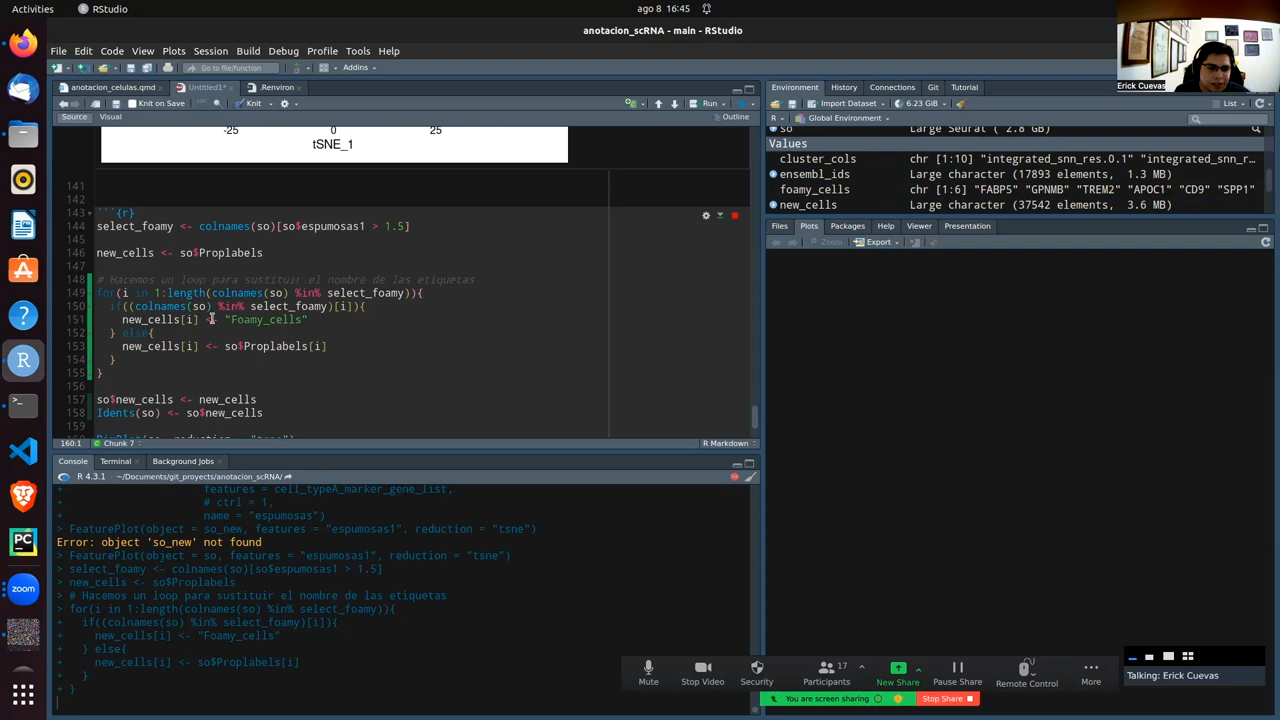 Activities
RStudio
ago 8 16:45
anotacion_scRNA - main - RStudio
File Edit Code View Plots Session Build Debug Profile Tools Help
Go to file/function
Addins
anotacion_celulas.qmd
Untitled1*
.Renviron
Knit on Save
Knit
Run
Source
Visual
Outline
-25
0
25
tSNE_1
141
142
143 ```{r}
144 select_foamy <- colnames(so)[so$espumosas1 > 1.5]
145
146 new_cells <- so$Proplabels
147
148 # Hacemos un loop para sustituir el nombre de las etiquetas
149 for(i in 1:length(colnames(so) %in% select_foamy)){
150 if((colnames(so) %in% select_foamy)[i]){
151 new_cells[i] <- "Foamy_cells"
152 } else{
153 new_cells[i] <- so$Proplabels[i]
154 }
155 }
156
157 so$new_cells <- new_cells
158 Idents(so) <- so$new_cells
159
160:1
Chunk 7
R Markdown
Console
Terminal
Background Jobs
R 4.3.1 · ~/Documents/git_proyects/anotacion_scRNA/
+ features = cell_typeA_marker_gene_list,
+ # ctrl = 1,
+ name = "espumosas")
> FeaturePlot(object = so_new, features = "espumosas1", reduction = "tsne")
Error: object 'so_new' not found
> FeaturePlot(object = so, features = "espumosas1", reduction = "tsne")
> select_foamy <- colnames(so)[so$espumosas1 > 1.5]
> new_cells <- so$Proplabels
> # Hacemos un loop para sustituir el nombre de las etiquetas
> for(i in 1:length(colnames(so) %in% select_foamy)){
+ if((colnames(so) %in% select_foamy)[i]){
+ new_cells[i] <- "Foamy_cells"
+ } else{
+ new_cells[i] <- so$Proplabels[i]
+ }
+ }
Environment
History
Connections
Git
Tutorial
Import Dataset
6.23 GiB
List
R
Global Environment
so Large Seurat ( 2.8 GB)
Values
cluster_cols chr [1:10] "integrated_snn_res.0.1" "integrated_snn_r…
ensembl_ids Large character (17893 elements, 1.3 MB)
foamy_cells chr [1:6] "FABP5" "GPNMB" "TREM2" "APOC1" "CD9" "SPP1"
new_cells Large character (37542 elements, 3.6 MB)
Files
Plots
Packages
Help
Viewer
Presentation
Zoom
Export
Erick Cuevas
Mute
Stop Video
Security
17
Participants
New Share
Pause Share
Remote Control
More
You are screen sharing
Stop Share
Talking: Erick Cuevas
zoom